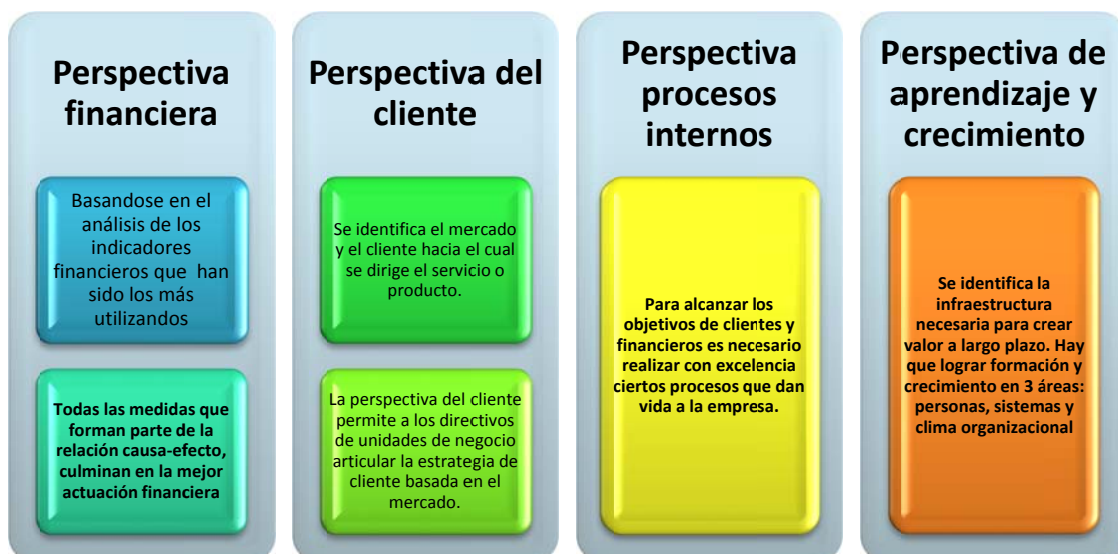 Perspectiva
financiera
Basandose en el
análisis de los
indicadores
financieros que han
sido los más
utilizandos
Todas las medidas que
forman parte de la
relación causa-efecto,
culminan en la mejor
actuación financiera
Perspectiva del
cliente
Se identifica el mercado
y el cliente hacia el cual
se dirige el servicio o
producto.
La perspectiva del cliente
permite a los directivos
de unidades de negocio
articular la estrategia de
cliente basada en el
mercado.
Perspectiva
procesos
internos
Para alcanzar los
objetivos de clientes y
financieros es necesario
realizar con excelencia
ciertos procesos que dan
vida a la empresa.
Perspectiva de
aprendizaje y
crecimiento
Se identifica la
infraestructura
necesaria para crear
valor a largo plazo. Hay
que lograr formación y
crecimiento en 3 áreas:
personas, sistemas y
clima organizacional